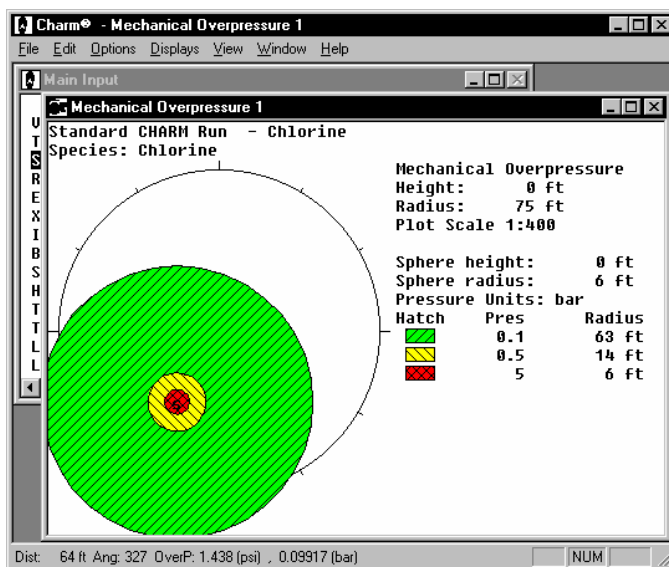 Charm® - Mechanical Overpressure 1
File Edit Options Displays View Window Help
Main Input
Mechanical Overpressure 1
Standard CHARM Run - Chlorine
Species: Chlorine
Mechanical Overpressure
Height: 0 ft
Radius: 75 ft
Plot Scale 1:400
Sphere height: 0 ft
Sphere radius: 6 ft
Pressure Units: bar
Hatch Pres Radius
0.1 63 ft
0.5 14 ft
5 6 ft
V
T
S
R
E
X
I
B
S
H
T
T
L
L
Dist: 64 ft Ang: 327 OverP: 1.438 (psi) , 0.09917 (bar)
NUM